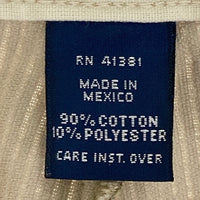 RN 41381
MADE IN
MEXICO
90% COTTON
10% POLYESTER
CARE INST. OVER